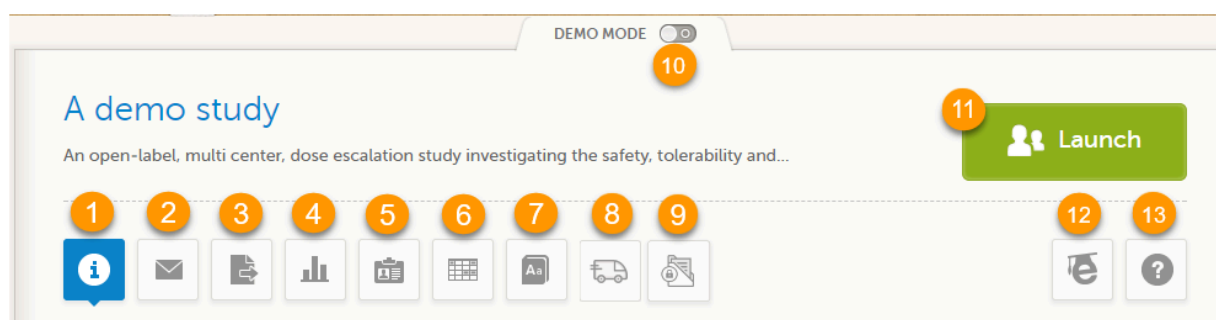 DEMO MODE
10
A demo study
11
Launch
An open-label, multi center, dose escalation study investigating the safety, tolerability and...
1 2 3 4 5 6 7 8 9 12 13
i Aa e ?